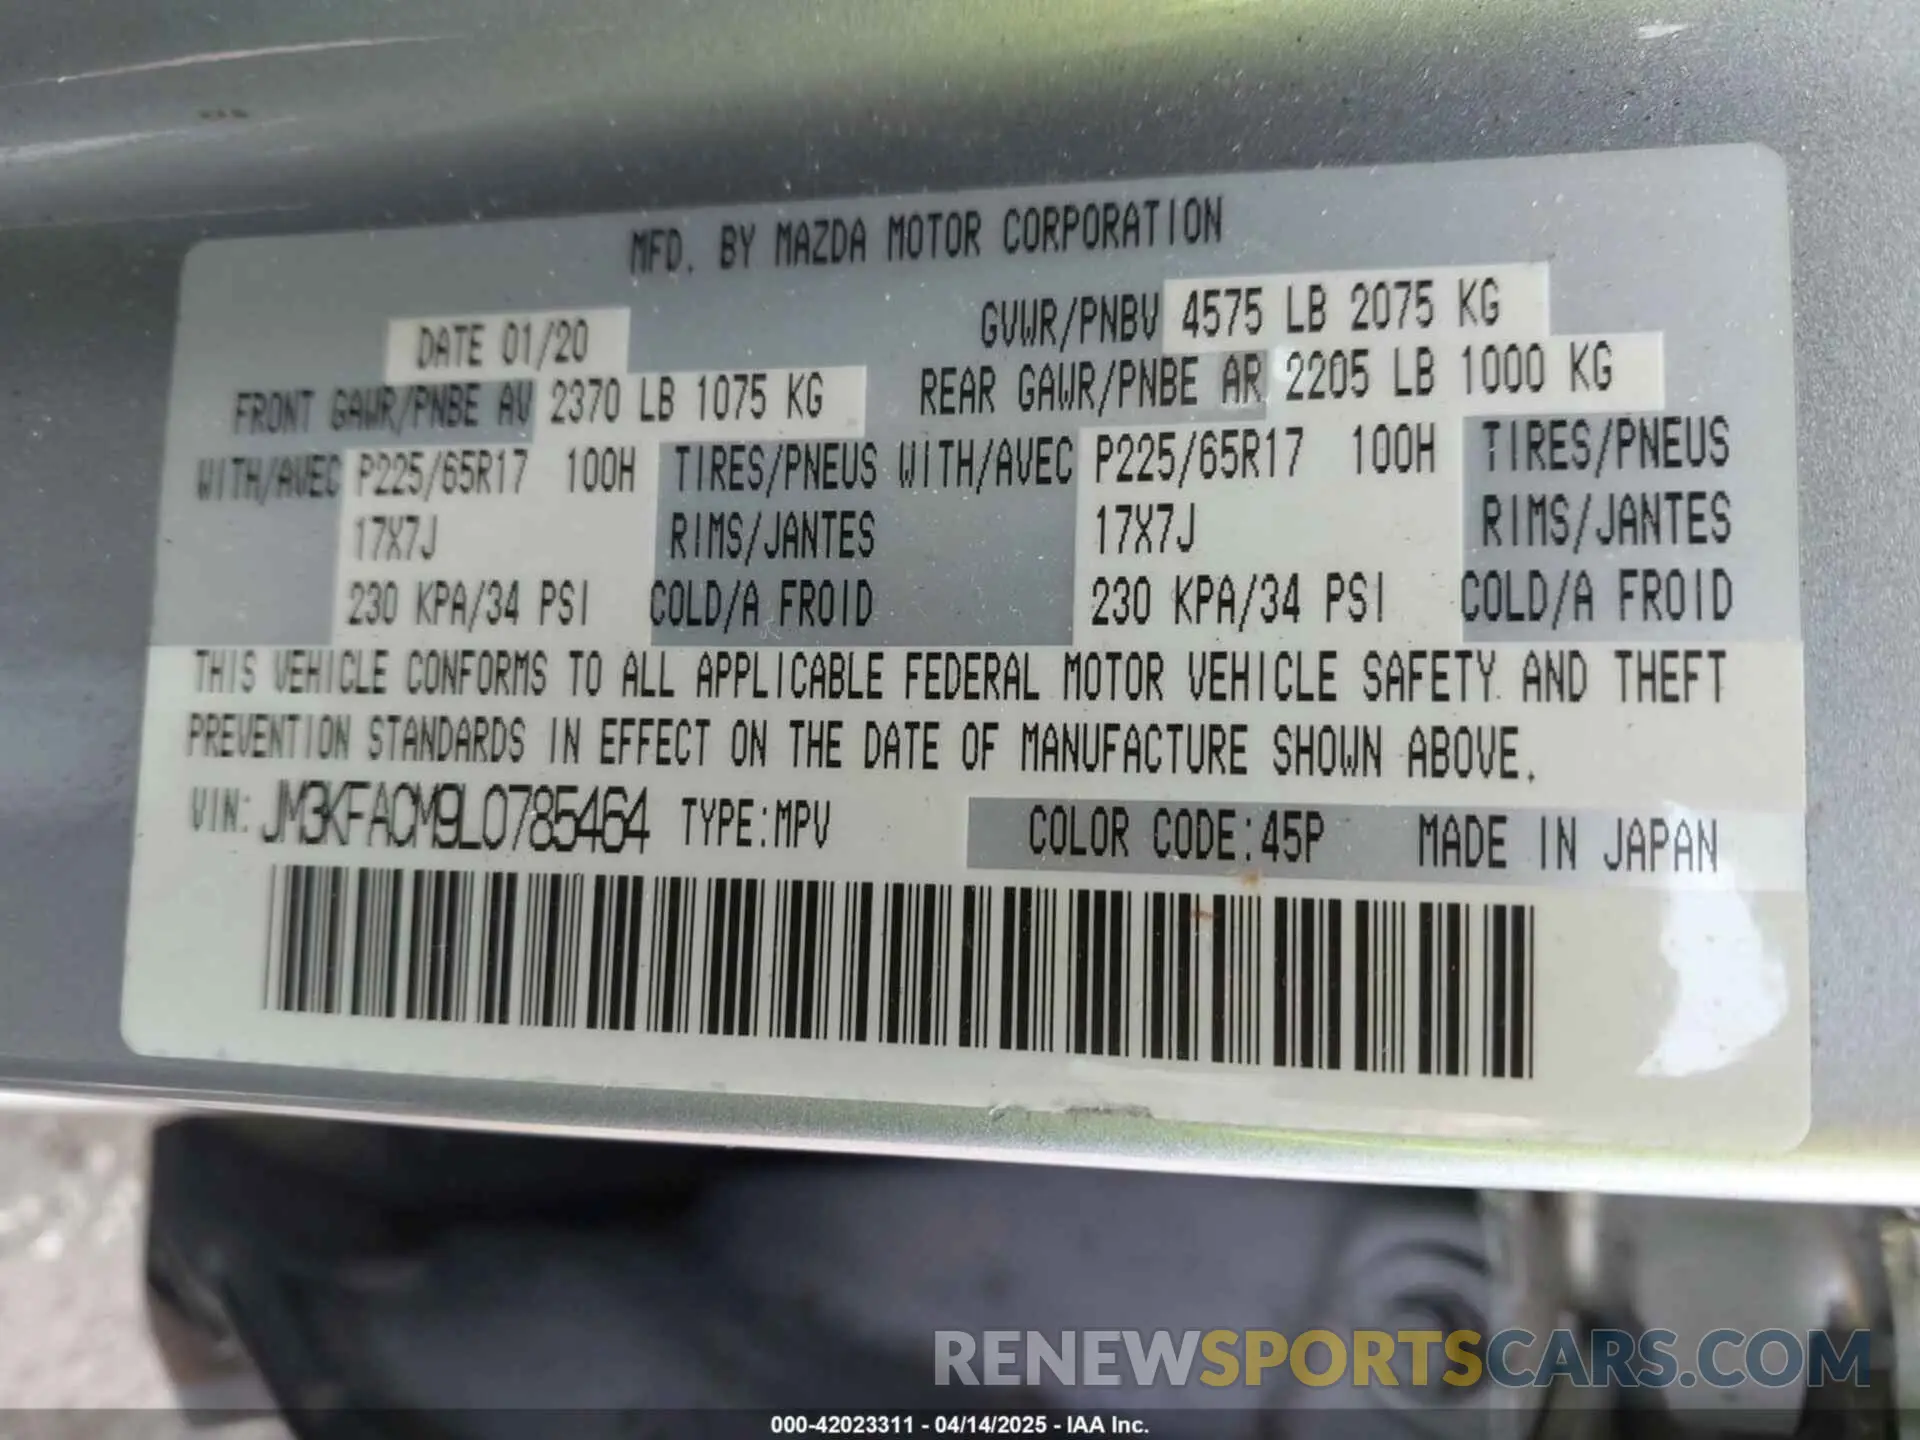 MFD. BY MAZDA MOTOR CORPORATION
DATE 01/20
GVWR/PNBV 4575 LB 2075 KG
FRONT GAWR/PNBE AV 2370 LB 1075 KG
REAR GAWR/PNBE AR 2205 LB 1000 KG
WITH/AVEC P225/65R17 100H TIRES/PNEUS WITH/AVEC P225/65R17 100H TIRES/PNEUS
17X7J RIMS/JANTES 17X7J RIMS/JANTES
230 KPA/34 PSI COLD/A FROID 230 KPA/34 PSI COLD/A FROID
THIS VEHICLE CONFORMS TO ALL APPLICABLE FEDERAL MOTOR VEHICLE SAFETY AND THEFT
PREVENTION STANDARDS IN EFFECT ON THE DATE OF MANUFACTURE SHOWN ABOVE.
VIN: JM3KFACM9L0785464 TYPE:MPV COLOR CODE:45P MADE IN JAPAN
RENEWSPORTSCARS.COM
000-42023311 - 04/14/2025 - IAA Inc.